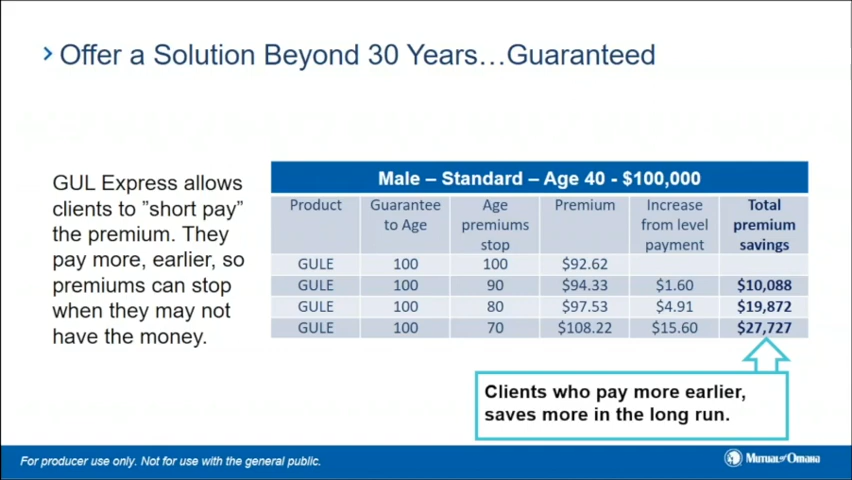 › Offer a Solution Beyond 30 Years…Guaranteed
GUL Express allows
clients to ”short pay”
the premium. They
pay more, earlier, so
premiums can stop
when they may not
have the money.
Male – Standard – Age 40 - $100,000
Product Guarantee to Age Age premiums stop Premium Increase from level payment Total premium savings
GULE 100 100 $92.62
GULE 100 90 $94.33 $1.60 $10,088
GULE 100 80 $97.53 $4.91 $19,872
GULE 100 70 $108.22 $15.60 $27,727
Clients who pay more earlier,
saves more in the long run.
For producer use only. Not for use with the general public.
Mutual of Omaha